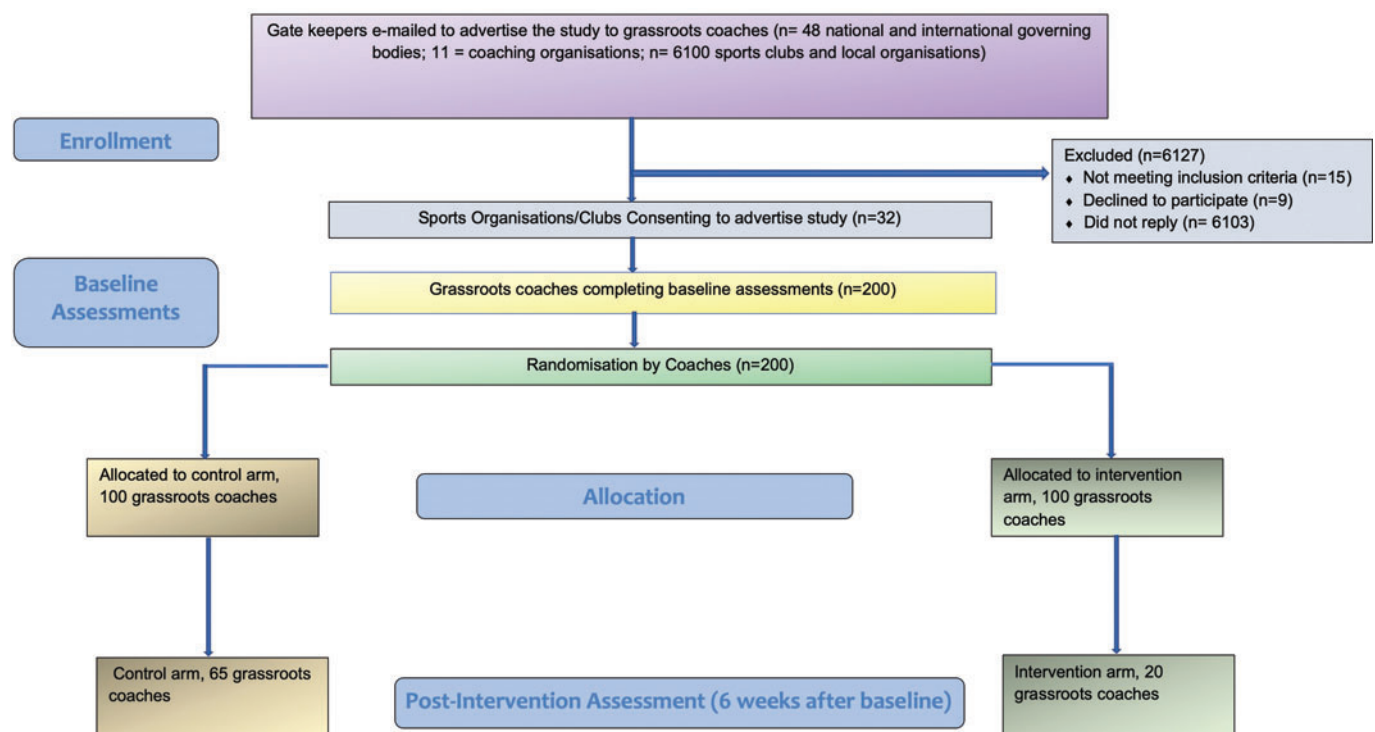 Gate keepers e-mailed to advertise the study to grassroots coaches (n= 48 national and international governing
bodies; 11 = coaching organisations; n= 6100 sports clubs and local organisations)
Enrollment
Excluded (n=6127)
♦ Not meeting inclusion criteria (n=15)
♦ Declined to participate (n=9)
♦ Did not reply (n= 6103)
Sports Organisations/Clubs Consenting to advertise study (n=32)
Baseline
Assessments
Grassroots coaches completing baseline assessments (n=200)
Randomisation by Coaches (n=200)
Allocated to control arm,
100 grassroots coaches
Allocation
Allocated to intervention
arm, 100 grassroots
coaches
Control arm, 65 grassroots
coaches
Post-Intervention Assessment (6 weeks after baseline)
Intervention arm, 20
grassroots coaches